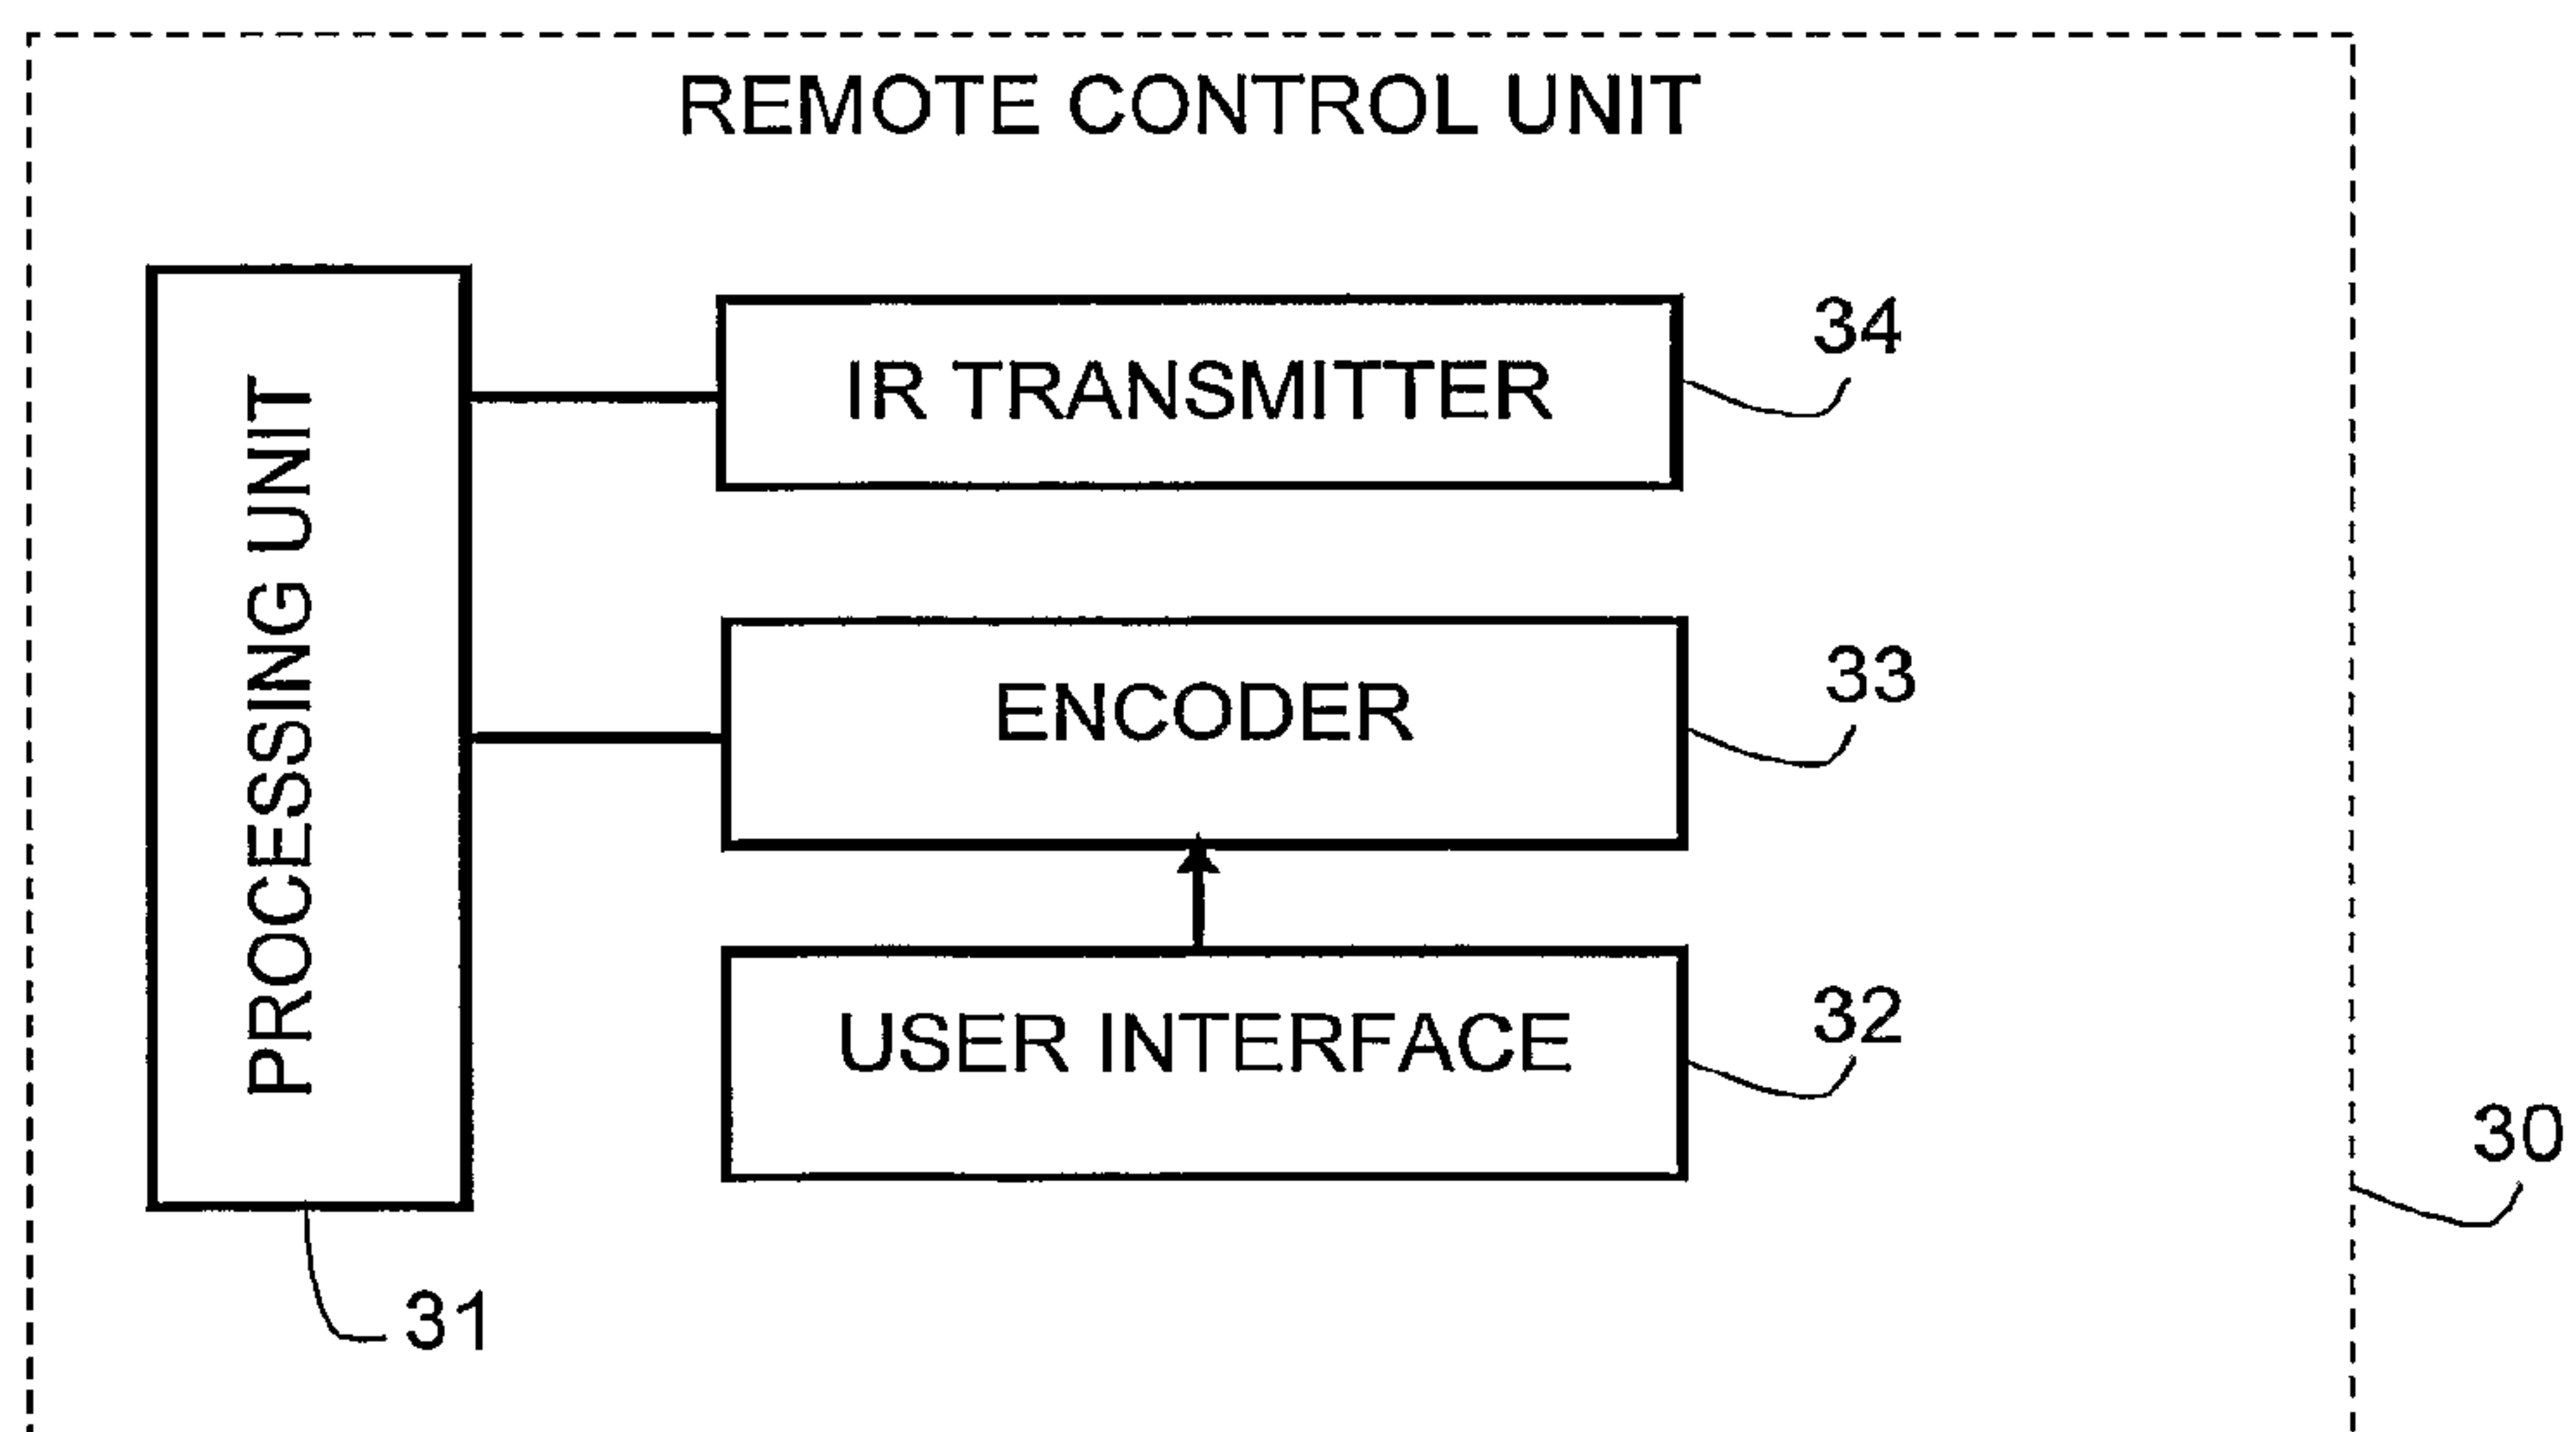 REMOTE CONTROL UNIT
PROCESSING UNIT
IR TRANSMITTER
34
ENCODER
33
USER INTERFACE
32
30
31